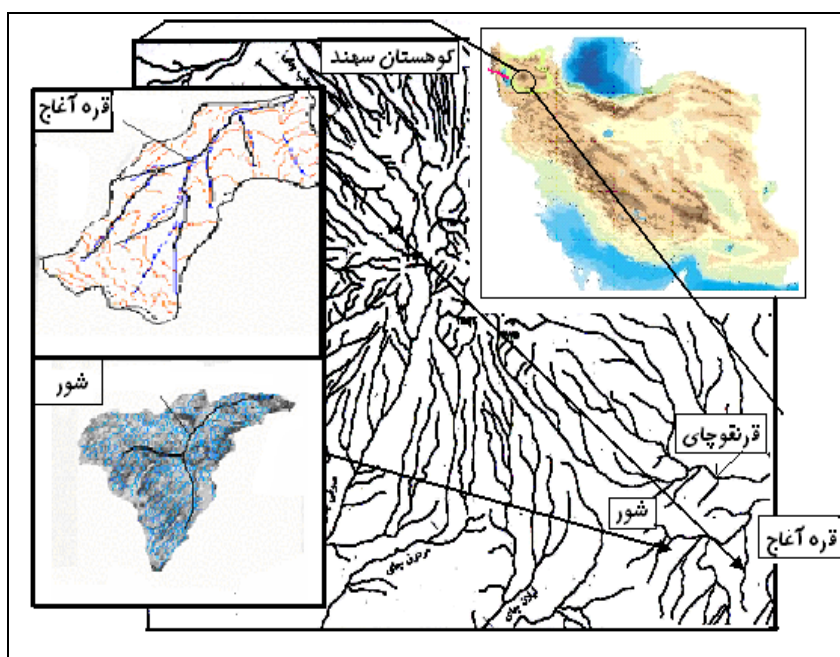 کوهستان سهند
قره آغاج
شور
قرنقوچای
شور
قره آغاج